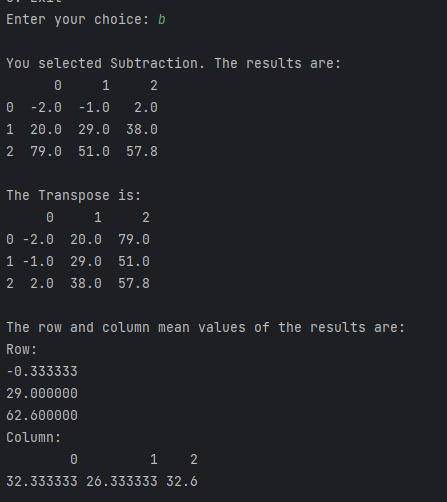 Enter your choice: b
You selected Subtraction. The results are:
0 1 2
0 -2.0 -1.0 2.0
1 20.0 29.0 38.0
2 79.0 51.0 57.8
The Transpose is:
0 1 2
0 -2.0 20.0 79.0
1 -1.0 29.0 51.0
2 2.0 38.0 57.8
The row and column mean values of the results are:
Row:
-0.333333
29.000000
62.600000
Column:
0 1 2
32.333333 26.333333 32.6